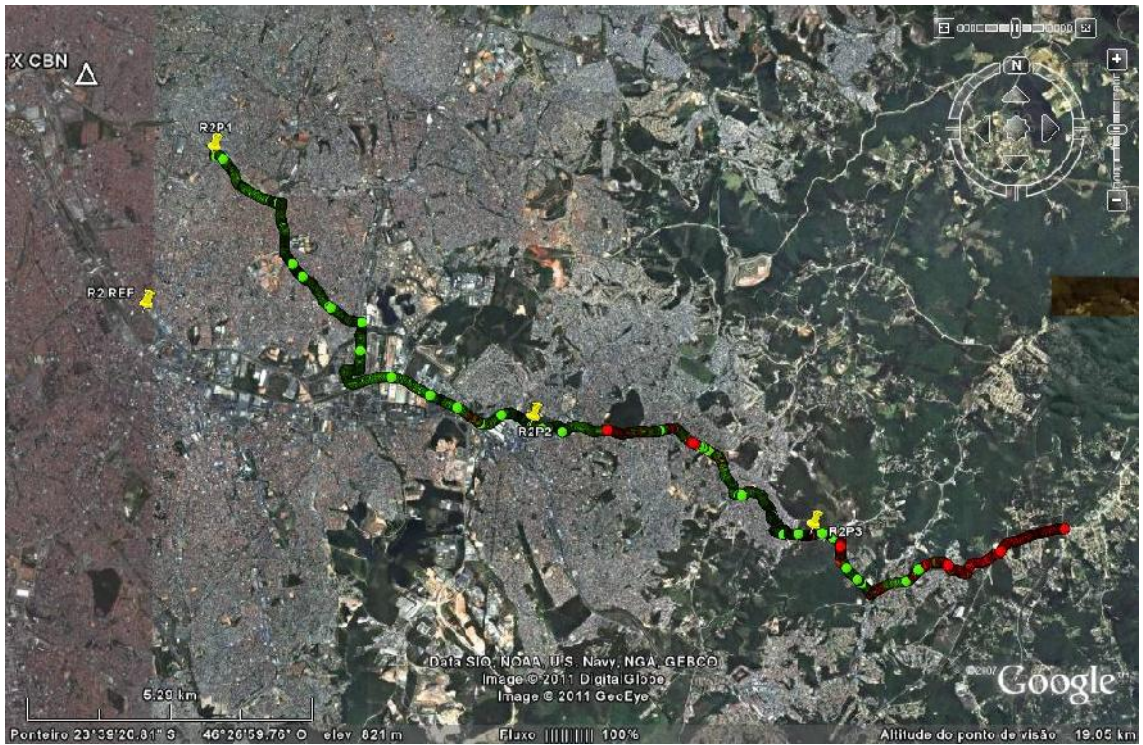 TX CBN
N
R2P1
R2 REF
R2P2
R2P3
Data SIO, NOAA, U.S. Navy, NGA, GEBCO
Image © 2011 DigitalGlobe
Image © 2011 GeoEye
©2007 Google
5.29 km
Ponteiro 23°39'20.81" S 46°26'59.76" O elev 821 m Fluxo 100% Altitude do ponto de visão 19.05 km